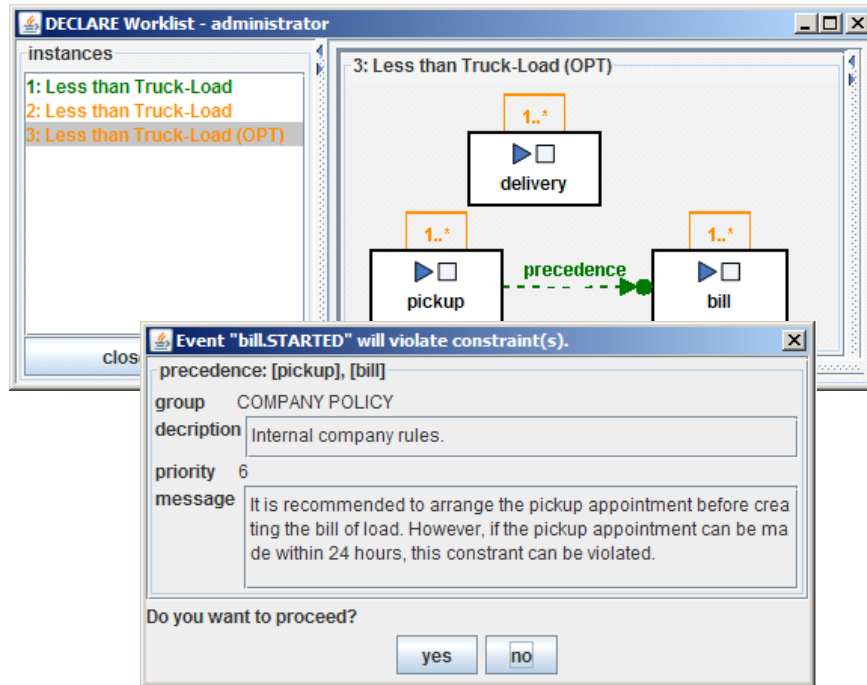 DECLARE Worklist - administrator
instances
1: Less than Truck-Load
2: Less than Truck-Load
3: Less than Truck-Load (OPT)
3: Less than Truck-Load (OPT)
1..*
delivery
1..*
1..*
precedence
pickup
bill
close
Event "bill.STARTED" will violate constraint(s).
precedence: [pickup], [bill]
group COMPANY POLICY
decription Internal company rules.
priority 6
message It is recommended to arrange the pickup appointment before crea
ting the bill of load. However, if the pickup appointment can be ma
de within 24 hours, this constrant can be violated.
Do you want to proceed?
yes no